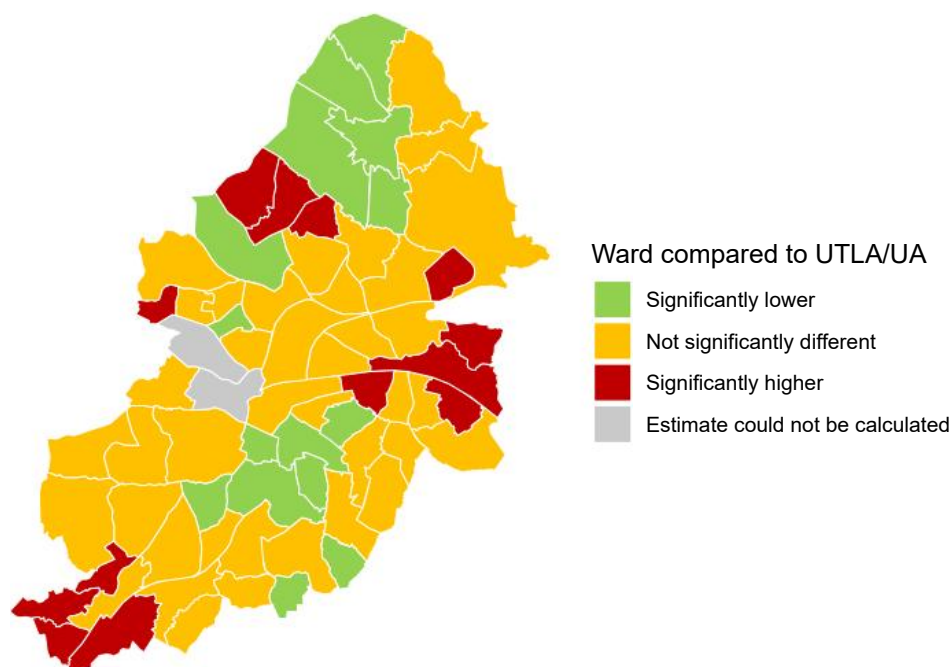 Ward compared to UTLA/UA
Significantly lower
Not significantly different
Significantly higher
Estimate could not be calculated